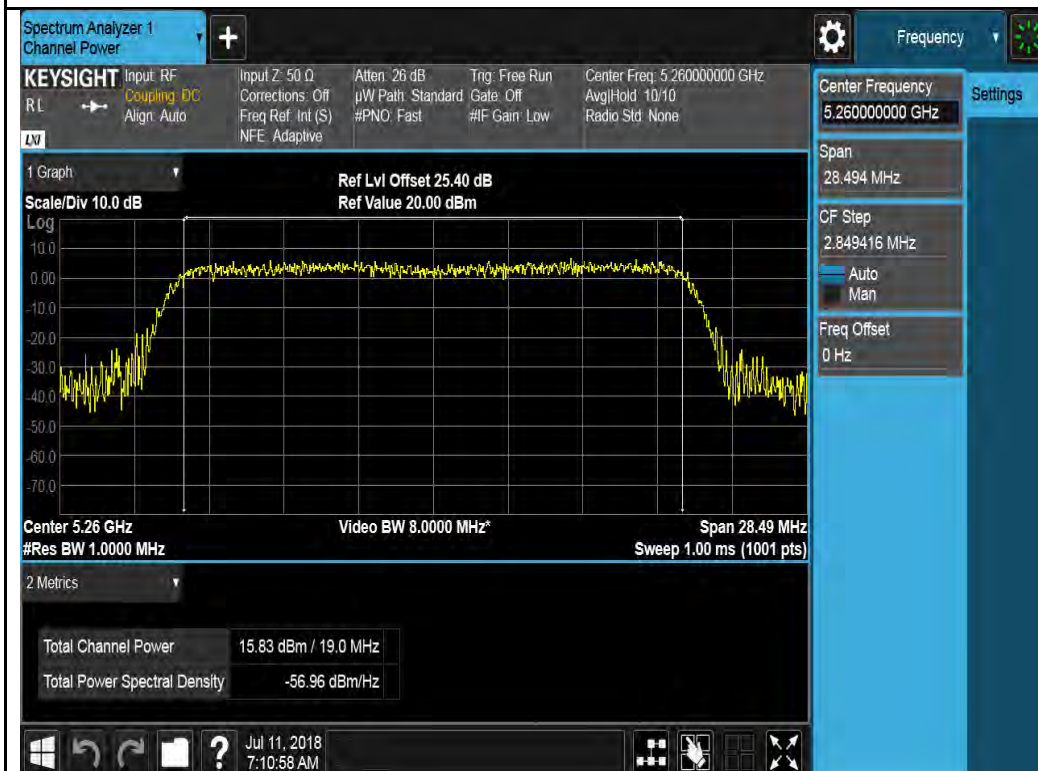 Spectrum Analyzer 1
Channel Power
+
Frequency
KEYSIGHT
R L
LXI
Input: RF
Coupling: DC
Align: Auto
Input Z: 50 Ω
Corrections: Off
Freq Ref: Int (S)
NFE: Adaptive
Atten: 26 dB
µW Path: Standard
#PNO: Fast
Trig: Free Run
Gate: Off
#IF Gain: Low
Center Freq: 5.260000000 GHz
Avg|Hold: 10/10
Radio Std: None
Center Frequency
5.260000000 GHz
Settings
Span
28.494 MHz
CF Step
2.849416 MHz
Auto
Man
Freq Offset
0 Hz
1 Graph
Scale/Div 10.0 dB
Ref Lvl Offset 25.40 dB
Ref Value 20.00 dBm
Log
10.0
0.00
-10.0
-20.0
-30.0
-40.0
-50.0
-60.0
-70.0
Center 5.26 GHz
Video BW 8.0000 MHz*
Span 28.49 MHz
#Res BW 1.0000 MHz
Sweep 1.00 ms (1001 pts)
2 Metrics
Total Channel Power 15.83 dBm / 19.0 MHz
Total Power Spectral Density -56.96 dBm/Hz
?
Jul 11, 2018
7:10:58 AM